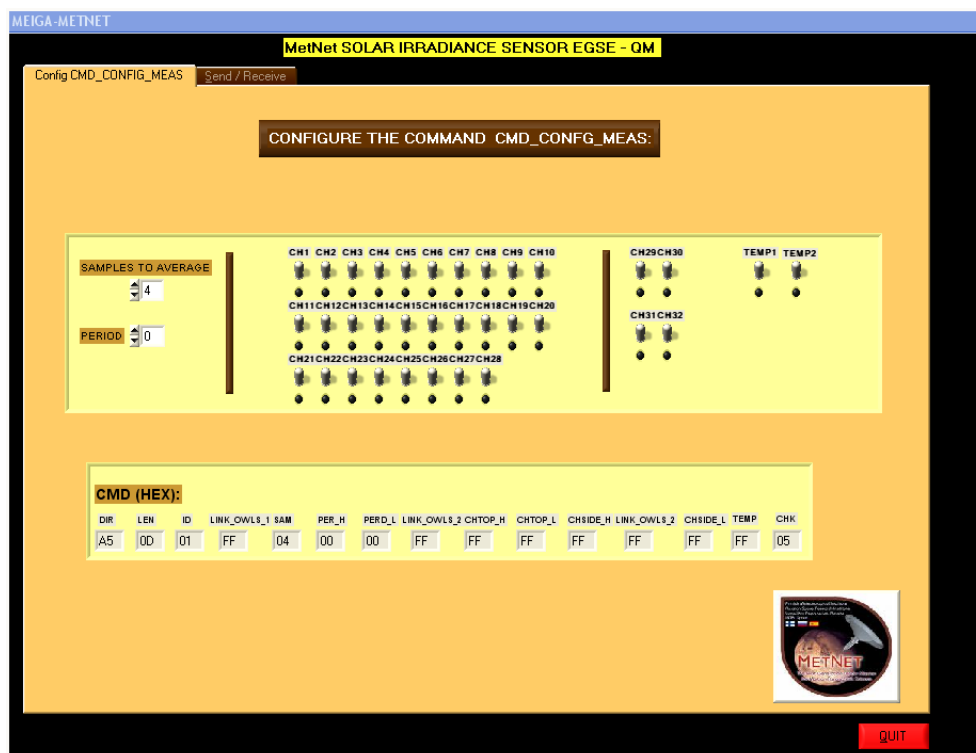 MEIGA-METNET
MetNet SOLAR IRRADIANCE SENSOR EGSE - QM
Config CMD_CONFIG_MEAS Send / Receive
CONFIGURE THE COMMAND CMD_CONFG_MEAS:
CH1 CH2 CH3 CH4 CH5 CH6 CH7 CH8 CH9 CH10 CH29 CH30 TEMP1 TEMP2
SAMPLES TO AVERAGE
4
CH11 CH12 CH13 CH14 CH15 CH16 CH17 CH18 CH19 CH20 CH31 CH32
PERIOD 0
CH21 CH22 CH23 CH24 CH25 CH26 CH27 CH28
CMD (HEX):
DIR LEN ID LINK_OWLS_1 SAM PER_H PERD_L LINK_OWLS_2 CHTOP_H CHTOP_L CHSIDE_H LINK_OWLS_2 CHSIDE_L TEMP CHK
A5 0D 01 FF 04 00 00 FF FF FF FF FF FF FF 05
METNET
QUIT